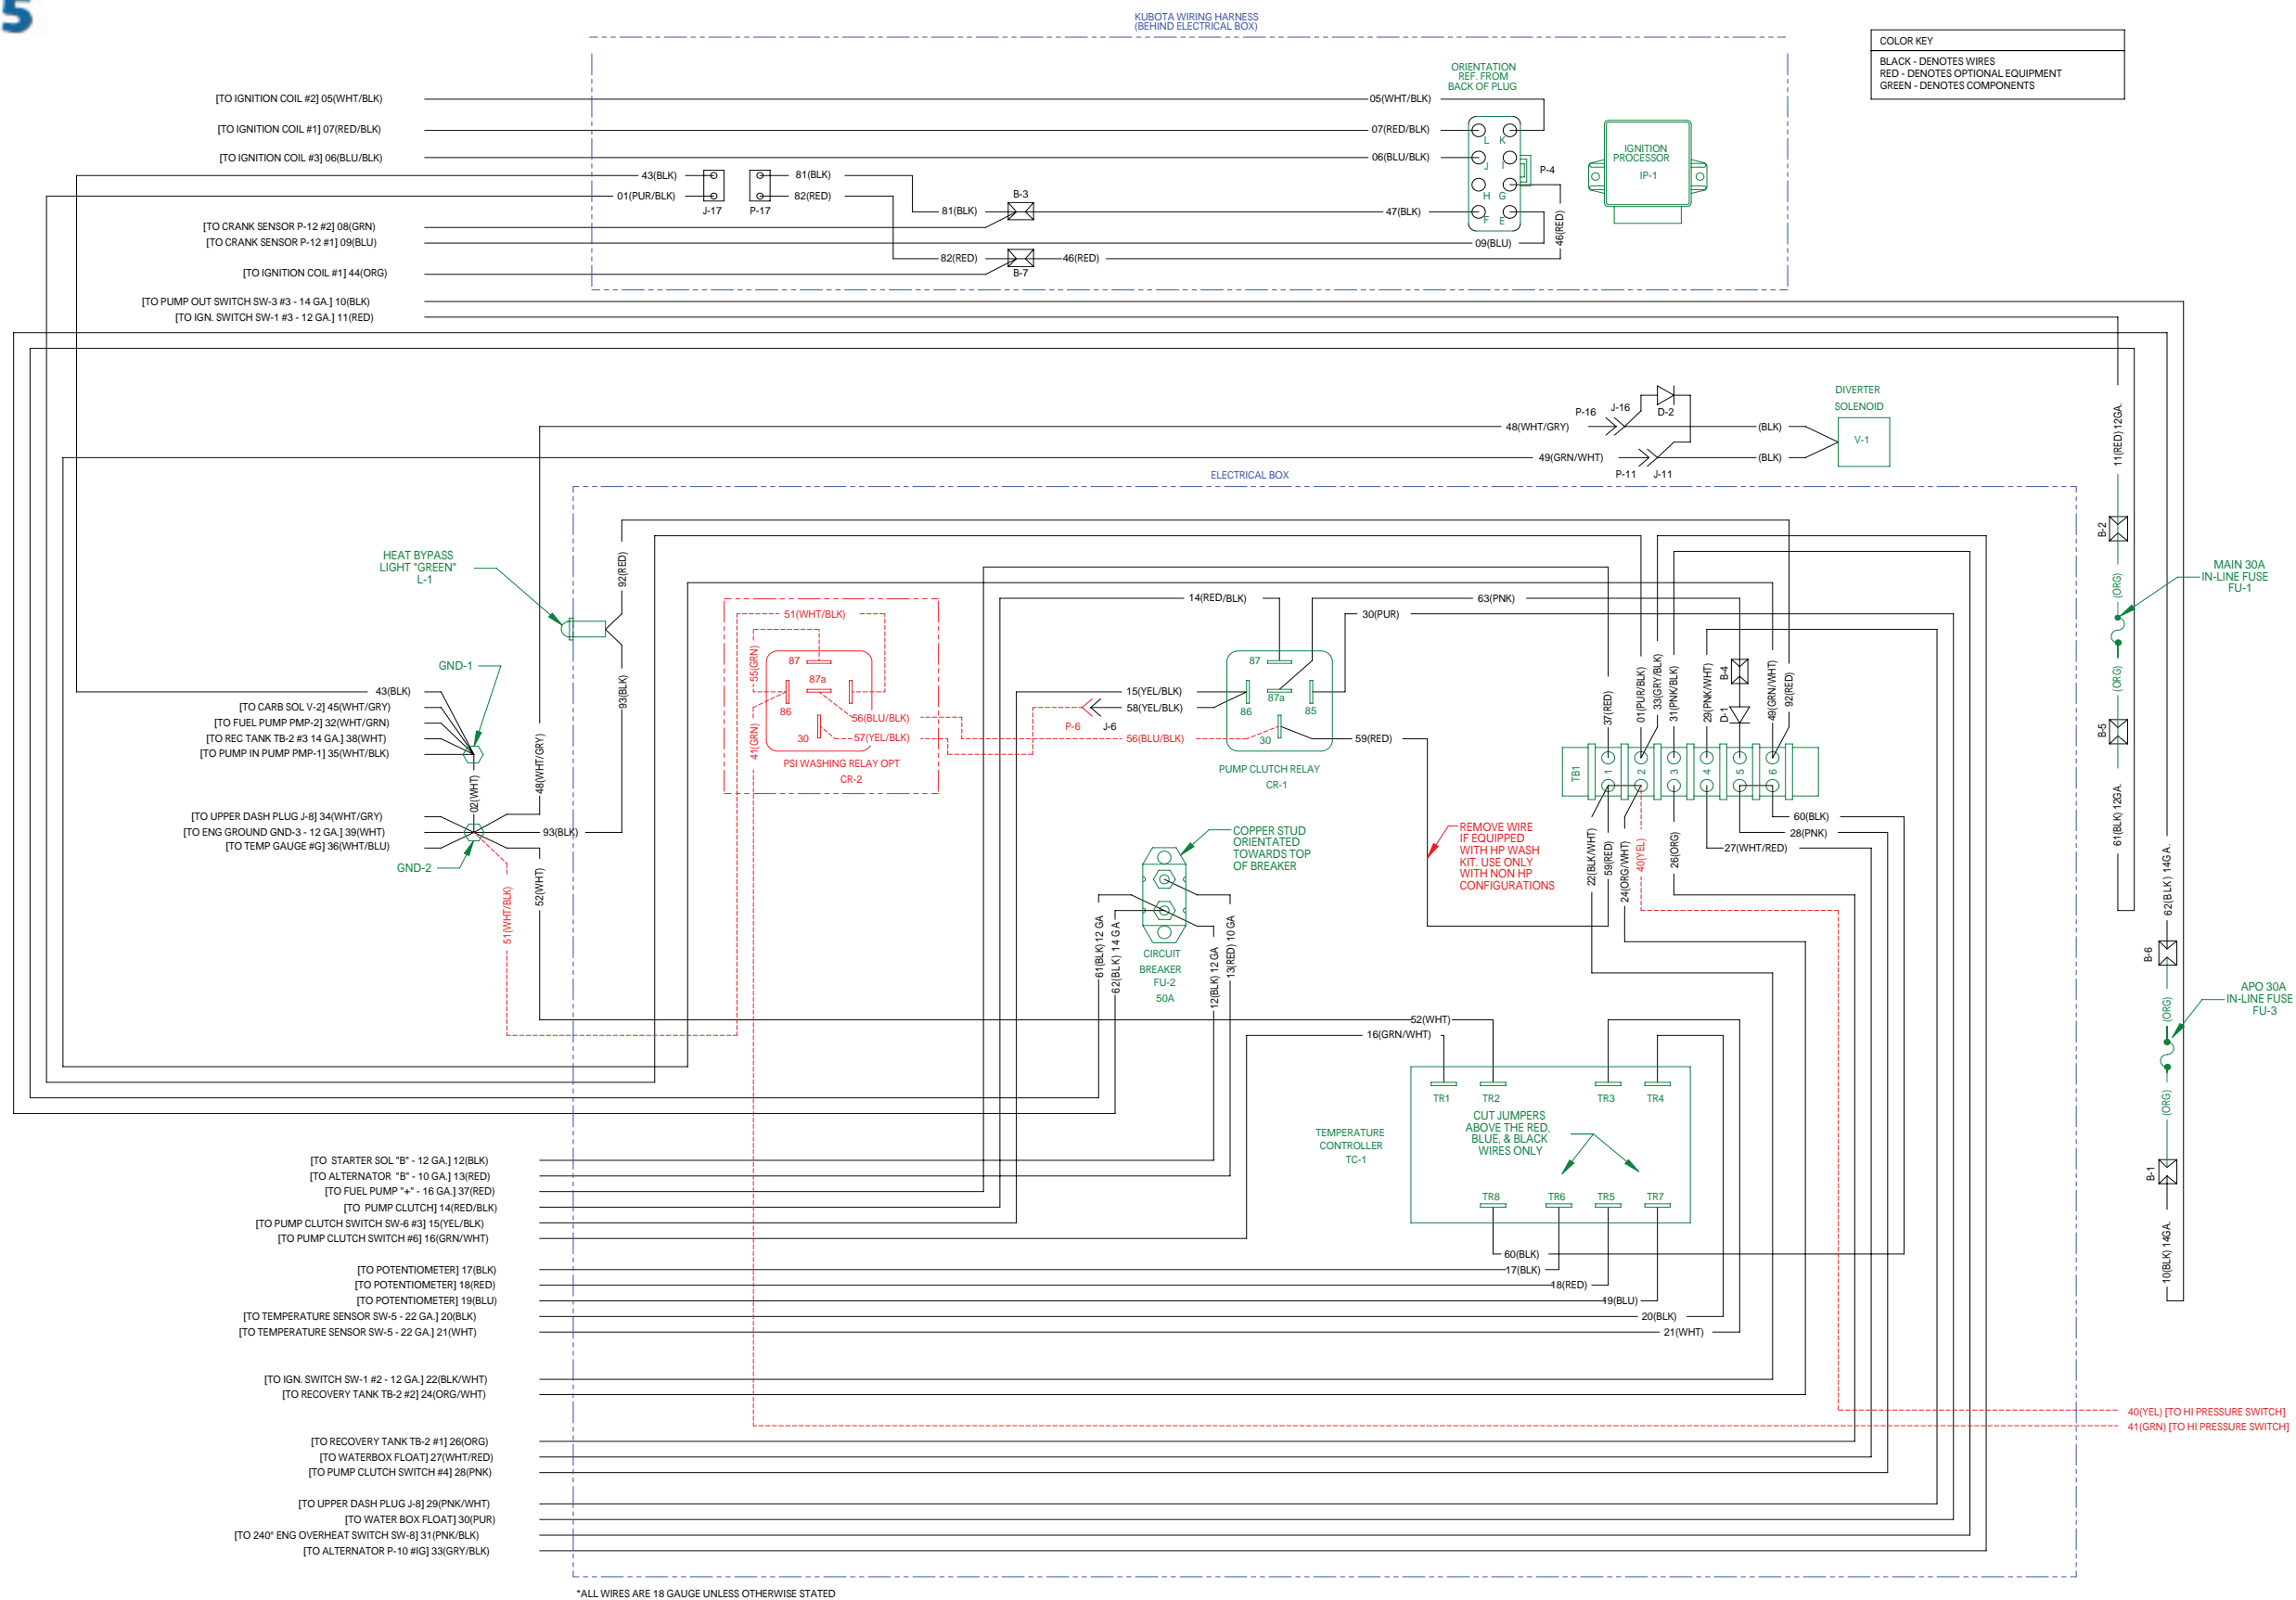 5
KUBOTA WIRING HARNESS
(BEHIND ELECTRICAL BOX)
COLOR KEY
BLACK - DENOTES WIRES
RED - DENOTES OPTIONAL EQUIPMENT
GREEN - DENOTES COMPONENTS
ORIENTATION
REF. FROM
BACK OF PLUG
[TO IGNITION COIL #2] 05(WHT/BLK)
05(WHT/BLK)
[TO IGNITION COIL #1] 07(RED/BLK)
07(RED/BLK)
[TO IGNITION COIL #3] 06(BLU/BLK)
06(BLU/BLK)
L K
J I
H G
F E
P-4
IGNITION
PROCESSOR
IP-1
43(BLK)
01(PUR/BLK)
J-17
P-17
81(BLK)
82(RED)
81(BLK)
B-3
47(BLK)
46(RED)
[TO CRANK SENSOR P-12 #2] 08(GRN)
[TO CRANK SENSOR P-12 #1] 09(BLU)
09(BLU)
82(RED)
46(RED)
B-7
[TO IGNITION COIL #1] 44(ORG)
[TO PUMP OUT SWITCH SW-3 #3 - 14 GA.] 10(BLK)
[TO IGN. SWITCH SW-1 #3 - 12 GA.] 11(RED)
DIVERTER
SOLENOID
V-1
P-16
J-16
D-2
48(WHT/GRY)
(BLK)
49(GRN/WHT)
(BLK)
P-11
J-11
11(RED) 12GA.
ELECTRICAL BOX
B-2
(ORG)
MAIN 30A
IN-LINE FUSE
FU-1
(ORG)
B-5
61(BLK) 12GA.
62(BLK) 14GA.
B-6
(ORG)
APO 30A
IN-LINE FUSE
FU-3
(ORG)
B-1
10(BLK) 14GA.
HEAT BYPASS
LIGHT "GREEN"
L-1
92(RED)
93(BLK)
GND-1
43(BLK)
[TO CARB SOL V-2] 45(WHT/GRY)
[TO FUEL PUMP PMP-2] 32(WHT/GRN)
[TO REC TANK TB-2 #3 14 GA.] 38(WHT)
[TO PUMP IN PUMP PMP-1] 35(WHT/BLK)
02(WHT)
48(WHT/GRY)
[TO UPPER DASH PLUG J-8] 34(WHT/GRY)
[TO ENG GROUND GND-3 - 12 GA.] 39(WHT)
[TO TEMP GAUGE #G] 36(WHT/BLU)
93(BLK)
GND-2
51(WHT/BLK)
52(WHT)
51(WHT/BLK)
55(GRN)
87
87a
86
30
56(BLU/BLK)
57(YEL/BLK)
41(GRN)
PSI WASHING RELAY OPT
CR-2
14(RED/BLK)
63(PNK)
30(PUR)
15(YEL/BLK)
58(YEL/BLK)
P-6
J-6
56(BLU/BLK)
87
87a
86
85
30
59(RED)
PUMP CLUTCH RELAY
CR-1
37(RED)
01(PUR/BLK)
33(GRY/BLK)
31(PNK/BLK)
29(PNK/WHT)
B-4
D-1
49(GRN/WHT)
92(RED)
TB1
1
2
3
4
5
6
22(BLK/WHT)
59(RED)
24(ORG/WHT)
40(YEL)
26(ORG)
60(BLK)
28(PNK)
27(WHT/RED)
REMOVE WIRE
IF EQUIPPED
WITH HP WASH
KIT. USE ONLY
WITH NON HP
CONFIGURATIONS
COPPER STUD
ORIENTATED
TOWARDS TOP
OF BREAKER
CIRCUIT
BREAKER
FU-2
50A
61(BLK) 12 GA
62(BLK) 14 GA
12(BLK) 12 GA
13(RED) 10 GA
52(WHT)
16(GRN/WHT)
TR1
TR2
TR3
TR4
CUT JUMPERS
ABOVE THE RED,
BLUE, & BLACK
WIRES ONLY
TEMPERATURE
CONTROLLER
TC-1
TR8
TR6
TR5
TR7
[TO STARTER SOL "B" - 12 GA.] 12(BLK)
[TO ALTERNATOR "B" - 10 GA.] 13(RED)
[TO FUEL PUMP "+" - 16 GA.] 37(RED)
[TO PUMP CLUTCH] 14(RED/BLK)
[TO PUMP CLUTCH SWITCH SW-6 #3] 15(YEL/BLK)
[TO PUMP CLUTCH SWITCH #6] 16(GRN/WHT)
60(BLK)
[TO POTENTIOMETER] 17(BLK)
17(BLK)
[TO POTENTIOMETER] 18(RED)
18(RED)
[TO POTENTIOMETER] 19(BLU)
19(BLU)
[TO TEMPERATURE SENSOR SW-5 - 22 GA.] 20(BLK)
20(BLK)
[TO TEMPERATURE SENSOR SW-5 - 22 GA.] 21(WHT)
21(WHT)
[TO IGN. SWITCH SW-1 #2 - 12 GA.] 22(BLK/WHT)
[TO RECOVERY TANK TB-2 #2] 24(ORG/WHT)
40(YEL) [TO HI PRESSURE SWITCH]
41(GRN) [TO HI PRESSURE SWITCH]
[TO RECOVERY TANK TB-2 #1] 26(ORG)
[TO WATERBOX FLOAT] 27(WHT/RED)
[TO PUMP CLUTCH SWITCH #4] 28(PNK)
[TO UPPER DASH PLUG J-8] 29(PNK/WHT)
[TO WATER BOX FLOAT] 30(PUR)
[TO 240° ENG OVERHEAT SWITCH SW-8] 31(PNK/BLK)
[TO ALTERNATOR P-10 #IG] 33(GRY/BLK)
*ALL WIRES ARE 18 GAUGE UNLESS OTHERWISE STATED